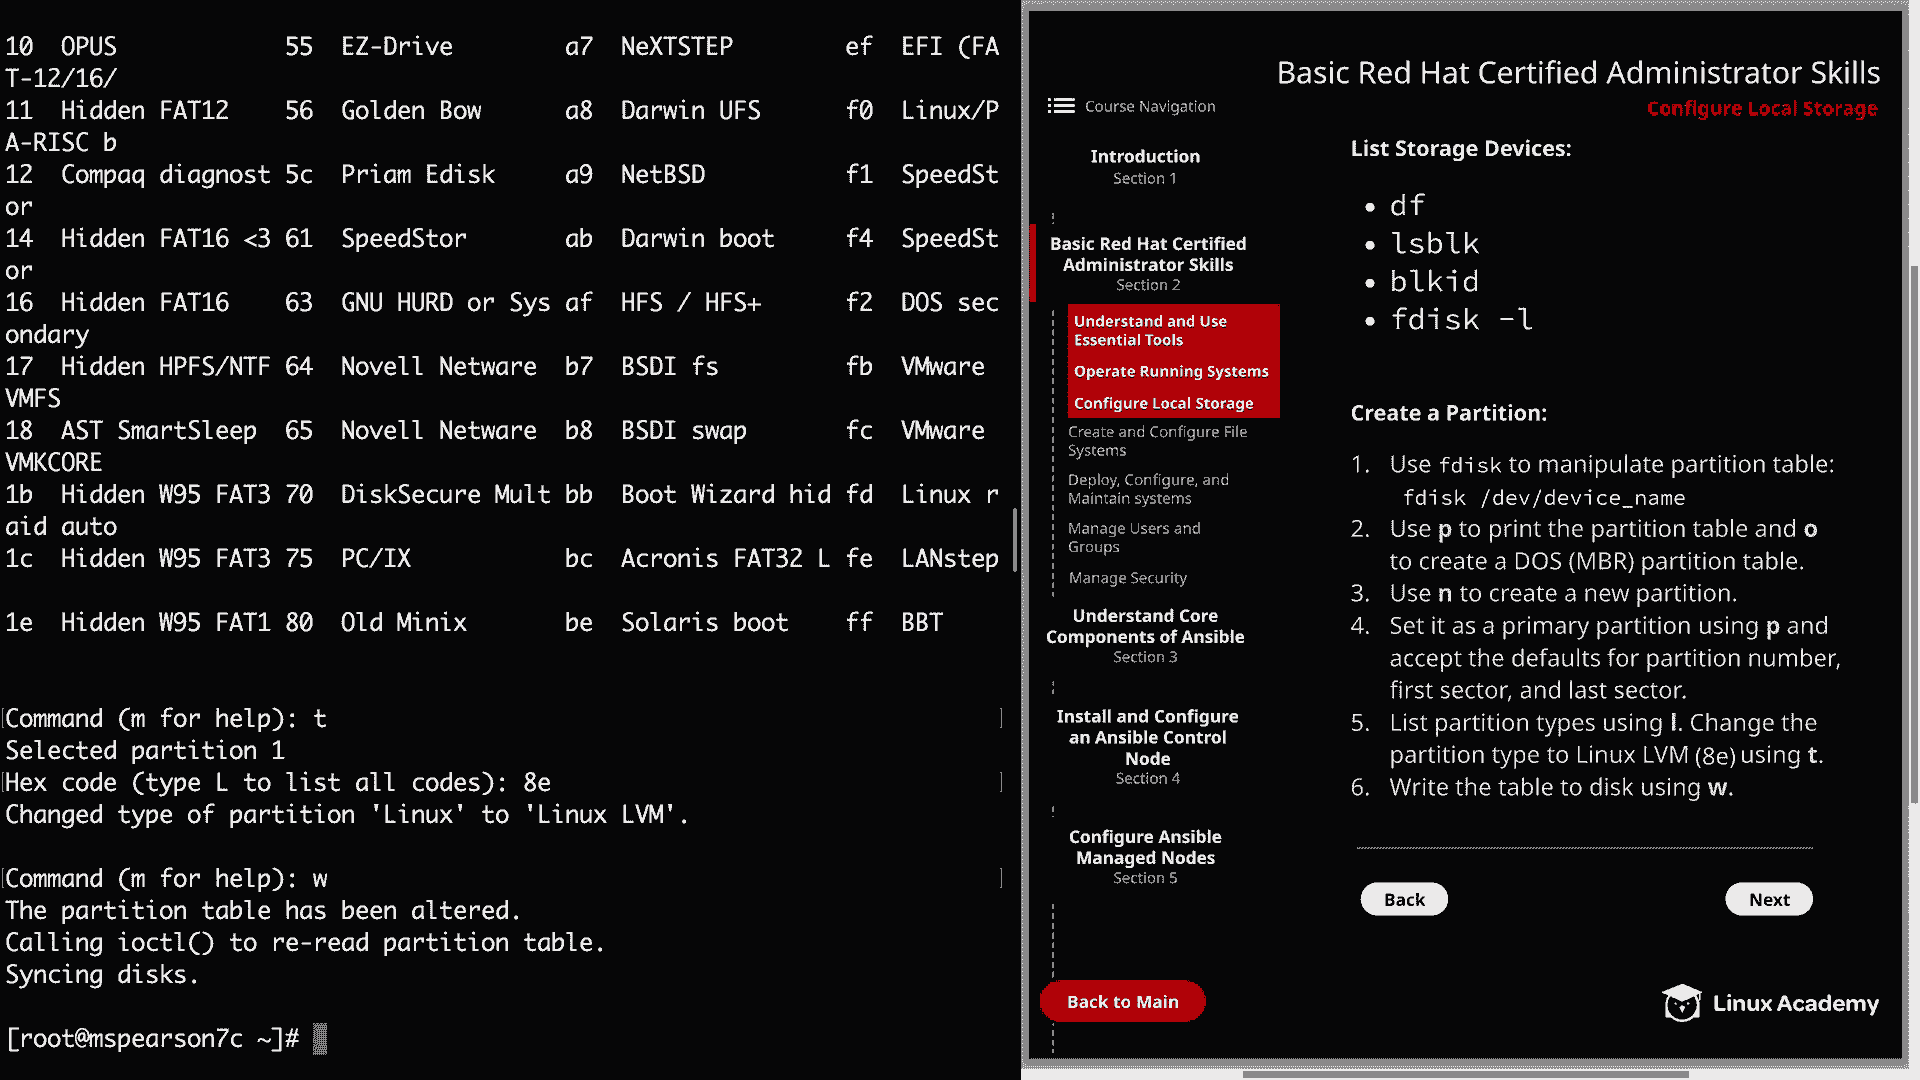 10  OPUS            55  EZ-Drive        a7  NeXTSTEP        ef  EFI (FA
T-12/16/
11  Hidden FAT12    56  Golden Bow      a8  Darwin UFS      f0  Linux/P
A-RISC b
12  Compaq diagnost 5c  Priam Edisk     a9  NetBSD          f1  SpeedSt
or
14  Hidden FAT16 <3 61  SpeedStor       ab  Darwin boot     f4  SpeedSt
or
16  Hidden FAT16    63  GNU HURD or Sys af  HFS / HFS+      f2  DOS sec
ondary
17  Hidden HPFS/NTF 64  Novell Netware  b7  BSDI fs         fb  VMware
VMFS
18  AST SmartSleep  65  Novell Netware  b8  BSDI swap       fc  VMware
VMKCORE
1b  Hidden W95 FAT3 70  DiskSecure Mult bb  Boot Wizard hid fd  Linux r
aid auto
1c  Hidden W95 FAT3 75  PC/IX           bc  Acronis FAT32 L fe  LANstep
1e  Hidden W95 FAT1 80  Old Minix       be  Solaris boot    ff  BBT
Command (m for help): t
Selected partition 1
Hex code (type L to list all codes): 8e
Changed type of partition 'Linux' to 'Linux LVM'.
Command (m for help): w
The partition table has been altered.
Calling ioctl() to re-read partition table.
Syncing disks.
[root@mspearson7c ~]#
Basic Red Hat Certified Administrator Skills
Configure Local Storage
Course Navigation
Introduction
Section 1
Basic Red Hat Certified
Administrator Skills
Section 2
Understand and Use
Essential Tools
Operate Running Systems
Configure Local Storage
Create and Configure File
Systems
Deploy, Configure, and
Maintain systems
Manage Users and
Groups
Manage Security
Understand Core
Components of Ansible
Section 3
Install and Configure
an Ansible Control
Node
Section 4
Configure Ansible
Managed Nodes
Section 5
Back to Main
List Storage Devices:
• df
• lsblk
• blkid
• fdisk -l
Create a Partition:
1. Use fdisk to manipulate partition table:
fdisk /dev/device_name
2. Use p to print the partition table and o
to create a DOS (MBR) partition table.
3. Use n to create a new partition.
4. Set it as a primary partition using p and
accept the defaults for partition number,
first sector, and last sector.
5. List partition types using l. Change the
partition type to Linux LVM (8e) using t.
6. Write the table to disk using w.
Back
Next
Linux Academy